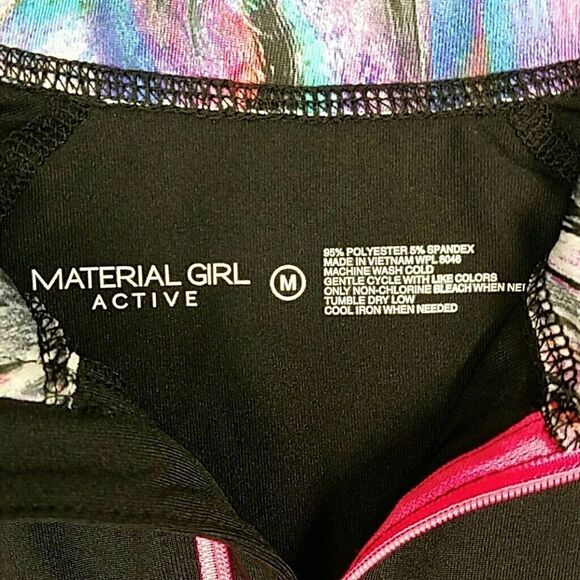 MATERIAL GIRL
ACTIVE
M
95% POLYESTER 5% SPANDEX
MADE IN VIETNAM WPL 8046
MACHINE WASH COLD
GENTLE CYCLE WITH LIKE COLORS
ONLY NON-CHLORINE BLEACH WHEN
TUMBLE DRY LOW
COOL IRON WHEN NEEDED